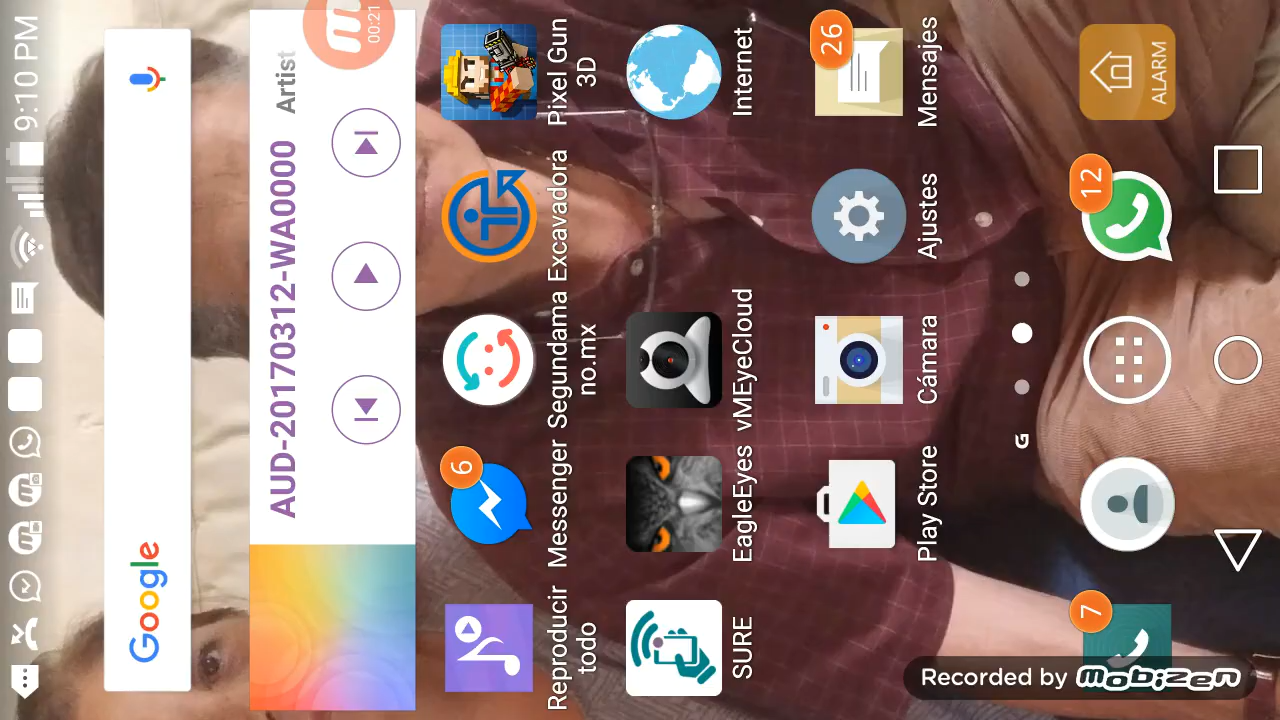 9:10 PM
Google
AUD-20170312-WA0000
Artist
00:21
Reproducir
todo
6
Messenger
Segundama
no.mx
Excavadora
Pixel Gun
3D
SURE
EagleEyes
vMEyeCloud
Internet
Play Store
Cámara
Ajustes
26
Mensajes
G
7
12
ALARM
Recorded by mobizen